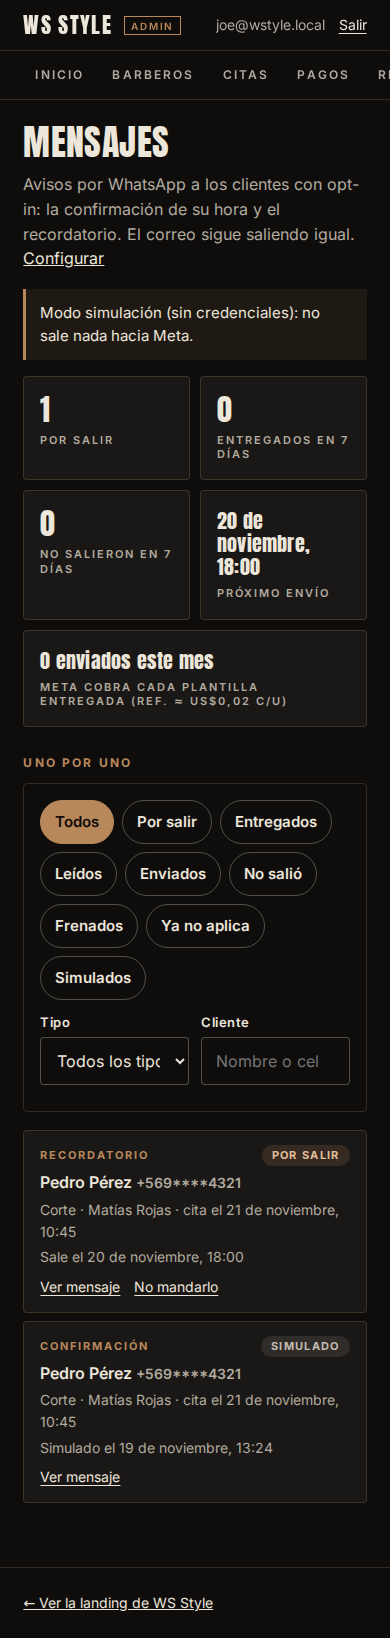 WS STYLE ADMIN joe@wstyle.local Salir
INICIO BARBEROS CITAS PAGOS
MENSAJES
Avisos por WhatsApp a los clientes con opt-
in: la confirmación de su hora y el
recordatorio. El correo sigue saliendo igual.
Configurar
Modo simulación (sin credenciales): no
sale nada hacia Meta.
1
POR SALIR
0
ENTREGADOS EN 7
DÍAS
0
NO SALIERON EN 7
DÍAS
20 de
noviembre,
18:00
PRÓXIMO ENVÍO
0 enviados este mes
META COBRA CADA PLANTILLA
ENTREGADA (REF. ≈ US$0,02 C/U)
UNO POR UNO
Todos Por salir Entregados
Leídos Enviados No salió
Frenados Ya no aplica
Simulados
Tipo Cliente
Todos los tipo Nombre o cel
RECORDATORIO POR SALIR
Pedro Pérez +569****4321
Corte · Matías Rojas · cita el 21 de noviembre,
10:45
Sale el 20 de noviembre, 18:00
Ver mensaje No mandarlo
CONFIRMACIÓN SIMULADO
Pedro Pérez +569****4321
Corte · Matías Rojas · cita el 21 de noviembre,
10:45
Simulado el 19 de noviembre, 13:24
Ver mensaje
← Ver la landing de WS Style